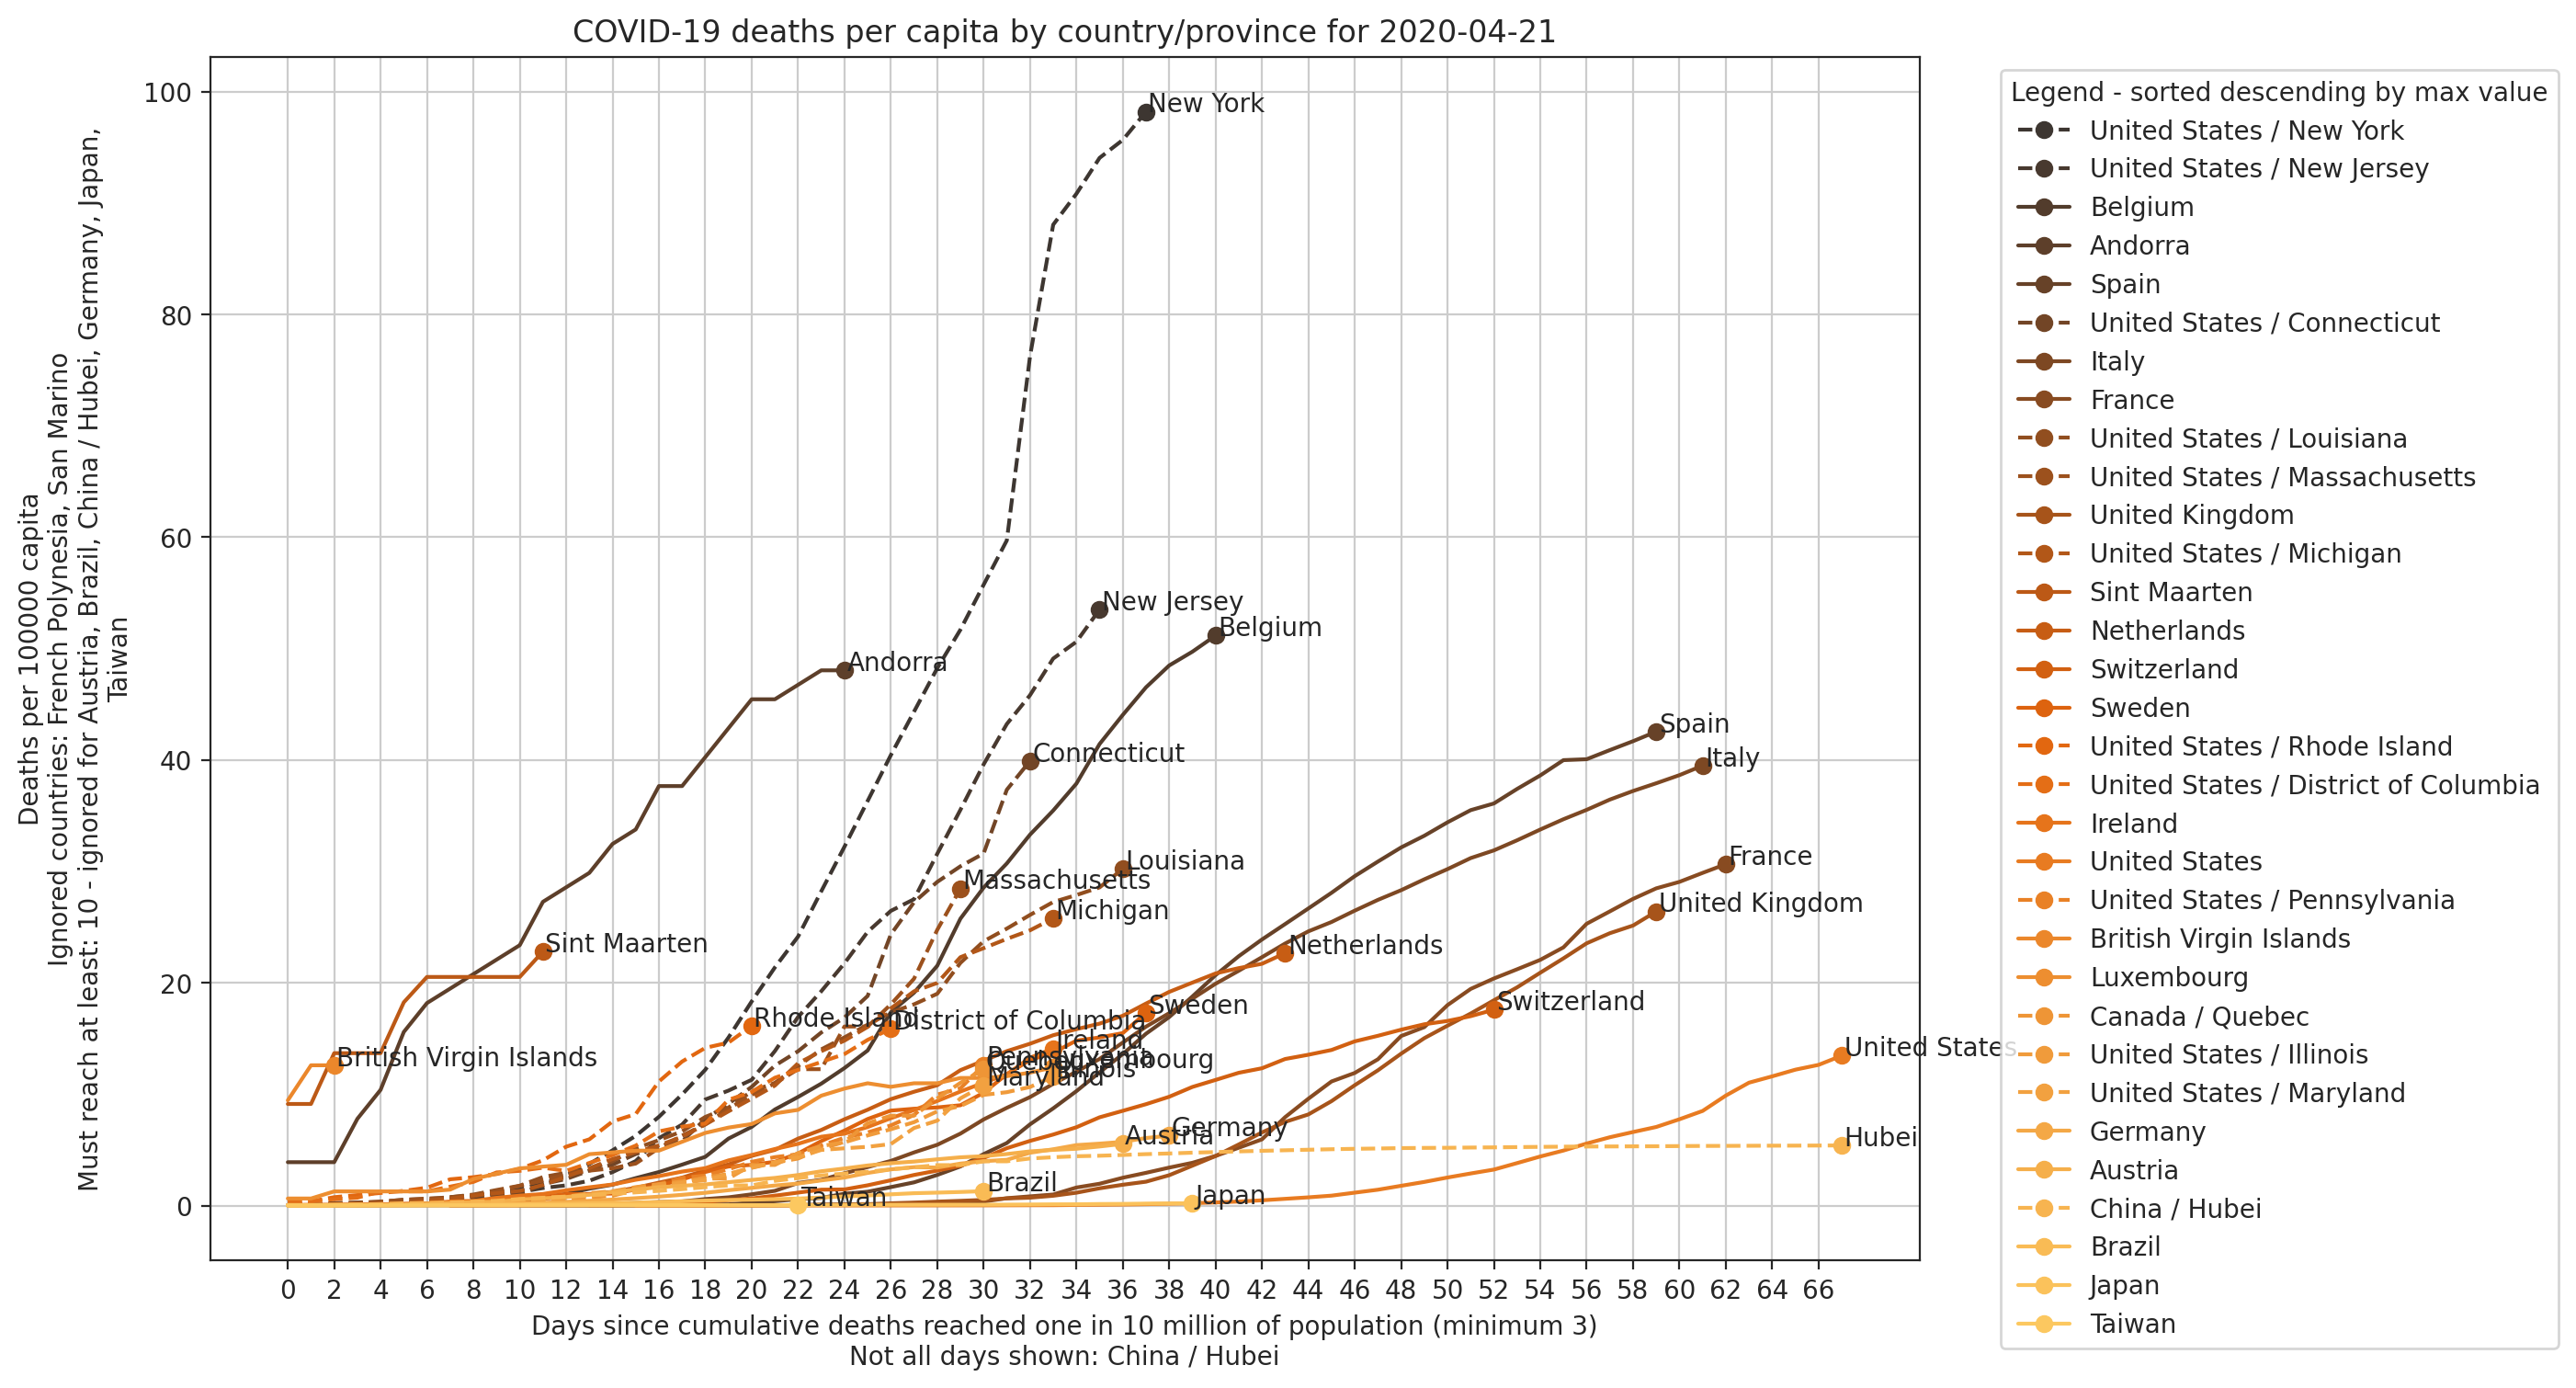 COVID-19 deaths per capita by country/province for 2020-04-21
Deaths per 100000 capita
Ignored countries: French Polynesia, San Marino
Must reach at least: 10 - ignored for Austria, Brazil, China / Hubei, Germany, Japan,
Taiwan
100
80
60
40
20
0
New York
New Jersey
Belgium
Andorra
Spain
Connecticut
Italy
Louisiana
France
Massachusetts
Michigan
United Kingdom
Sint Maarten
Netherlands
Switzerland
Sweden
Rhode Island
District of Columbia
Ireland
United States
Pennsylvania
British Virgin Islands
Luxembourg
Quebec
Illinois
Maryland
Germany
Austria
Hubei
Brazil
Japan
Taiwan
0 2 4 6 8 10 12 14 16 18 20 22 24 26 28 30 32 34 36 38 40 42 44 46 48 50 52 54 56 58 60 62 64 66
Days since cumulative deaths reached one in 10 million of population (minimum 3)
Not all days shown: China / Hubei
Legend - sorted descending by max value
United States / New York
United States / New Jersey
Belgium
Andorra
Spain
United States / Connecticut
Italy
France
United States / Louisiana
United States / Massachusetts
United Kingdom
United States / Michigan
Sint Maarten
Netherlands
Switzerland
Sweden
United States / Rhode Island
United States / District of Columbia
Ireland
United States
United States / Pennsylvania
British Virgin Islands
Luxembourg
Canada / Quebec
United States / Illinois
United States / Maryland
Germany
Austria
China / Hubei
Brazil
Japan
Taiwan